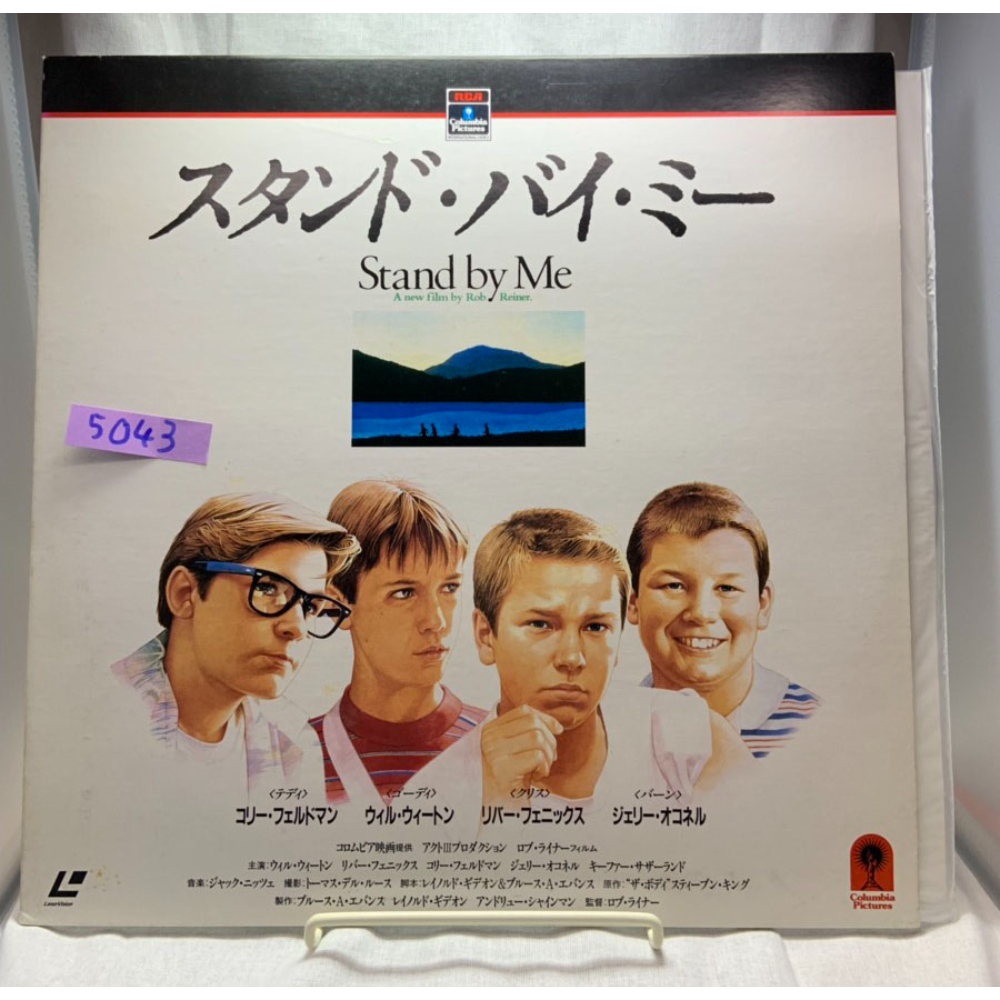 RCA
Columbia
Pictures
スタンド・バイ・ミー
Stand by Me
A new film by Rob Reiner.
5043
〈テディ〉 〈ゴーディ〉 〈クリス〉 〈バーン〉
コリー・フェルドマン ウィル・ウィートン リバー・フェニックス ジェリー・オコネル
コロムビア映画提供 アクトIIIプロダクション ロブ・ライナーフィルム
主演:ウィル・ウィートン リバー・フェニックス コリー・フェルドマン ジェリー・オコネル キーファー・サザーランド
音楽:ジャック・ニッツェ 撮影:トーマス・デル・ルース 脚本:レイノルド・ギデオン&ブルース・A・エバンス 原作:"ザ・ボディ"スティーブン・キング
製作:ブルース・A・エバンス レイノルド・ギデオン アンドリュー・シャインマン 監督:ロブ・ライナー
LaserVision
Columbia
Pictures